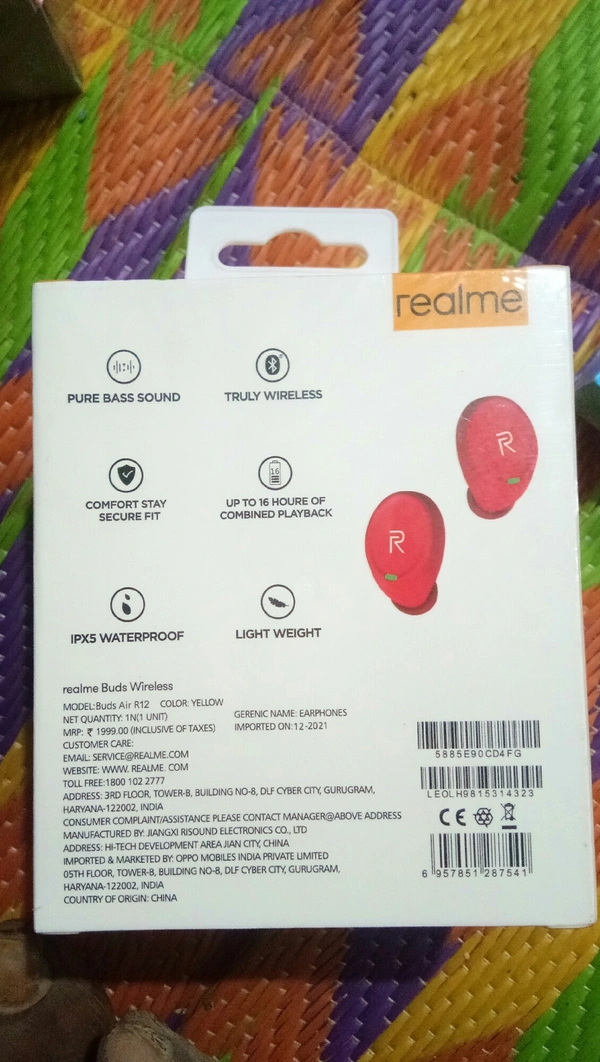 realme
PURE BASS SOUND
TRULY WIRELESS
COMFORT STAY
SECURE FIT
16
UP TO 16 HOURE OF
COMBINED PLAYBACK
IPX5 WATERPROOF
LIGHT WEIGHT
R
R
realme Buds Wireless
MODEL:Buds Air R12 COLOR: YELLOW
NET QUANTITY: 1N(1 UNIT)
GERENIC NAME: EARPHONES
MRP: ₹ 1999.00 (INCLUSIVE OF TAXES)
IMPORTED ON:12-2021
CUSTOMER CARE:
EMAIL: SERVICE@REALME.COM
WEBSITE: WWW. REALME. COM
TOLL FREE:1800 102 2777
ADDRESS: 3RD FLOOR, TOWER-B, BUILDING NO-8, DLF CYBER CITY, GURUGRAM,
HARYANA-122002, INDIA
CONSUMER COMPLAINT/ASSISTANCE PLEASE CONTACT MANAGER@ABOVE ADDRESS
MANUFACTURED BY: JIANGXI RISOUND ELECTRONICS CO., LTD
ADDRESS: HI-TECH DEVELOPMENT AREA JIAN CITY, CHINA
IMPORTED & MARKETED BY: OPPO MOBILES INDIA PRIVATE LIMITED
05TH FLOOR, TOWER-B, BUILDING NO-8, DLF CYBER CITY, GURUGRAM,
HARYANA-122002, INDIA
COUNTRY OF ORIGIN: CHINA
5885E90CD4FG
LEOLH9815314323
CE
6 957851 287541